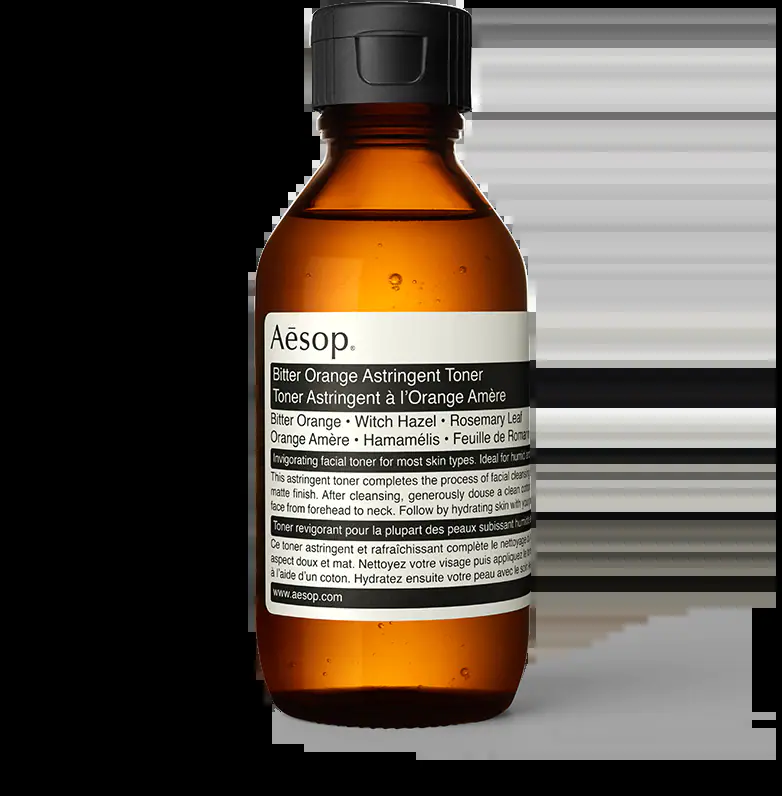 Aēsop®
Bitter Orange Astringent Toner
Toner Astringent à l'Orange Amère
Bitter Orange • Witch Hazel • Rosemary Leaf
Orange Amère • Hamamélis • Feuille de
Invigorating facial toner for most skin types. Ideal for humid
This astringent toner completes the process of facial
matte finish. After cleansing, generously douse a clean
face from forehead to neck. Follow by hydrating skin with
Toner revigorant pour la plupart des peaux subissant
Ce toner astringent et rafraîchissant complète le nettoyage
aspect doux et mat. Nettoyez votre visage puis appliquez le
à l'aide d'un coton. Hydratez ensuite votre peau avec le
www.aesop.com